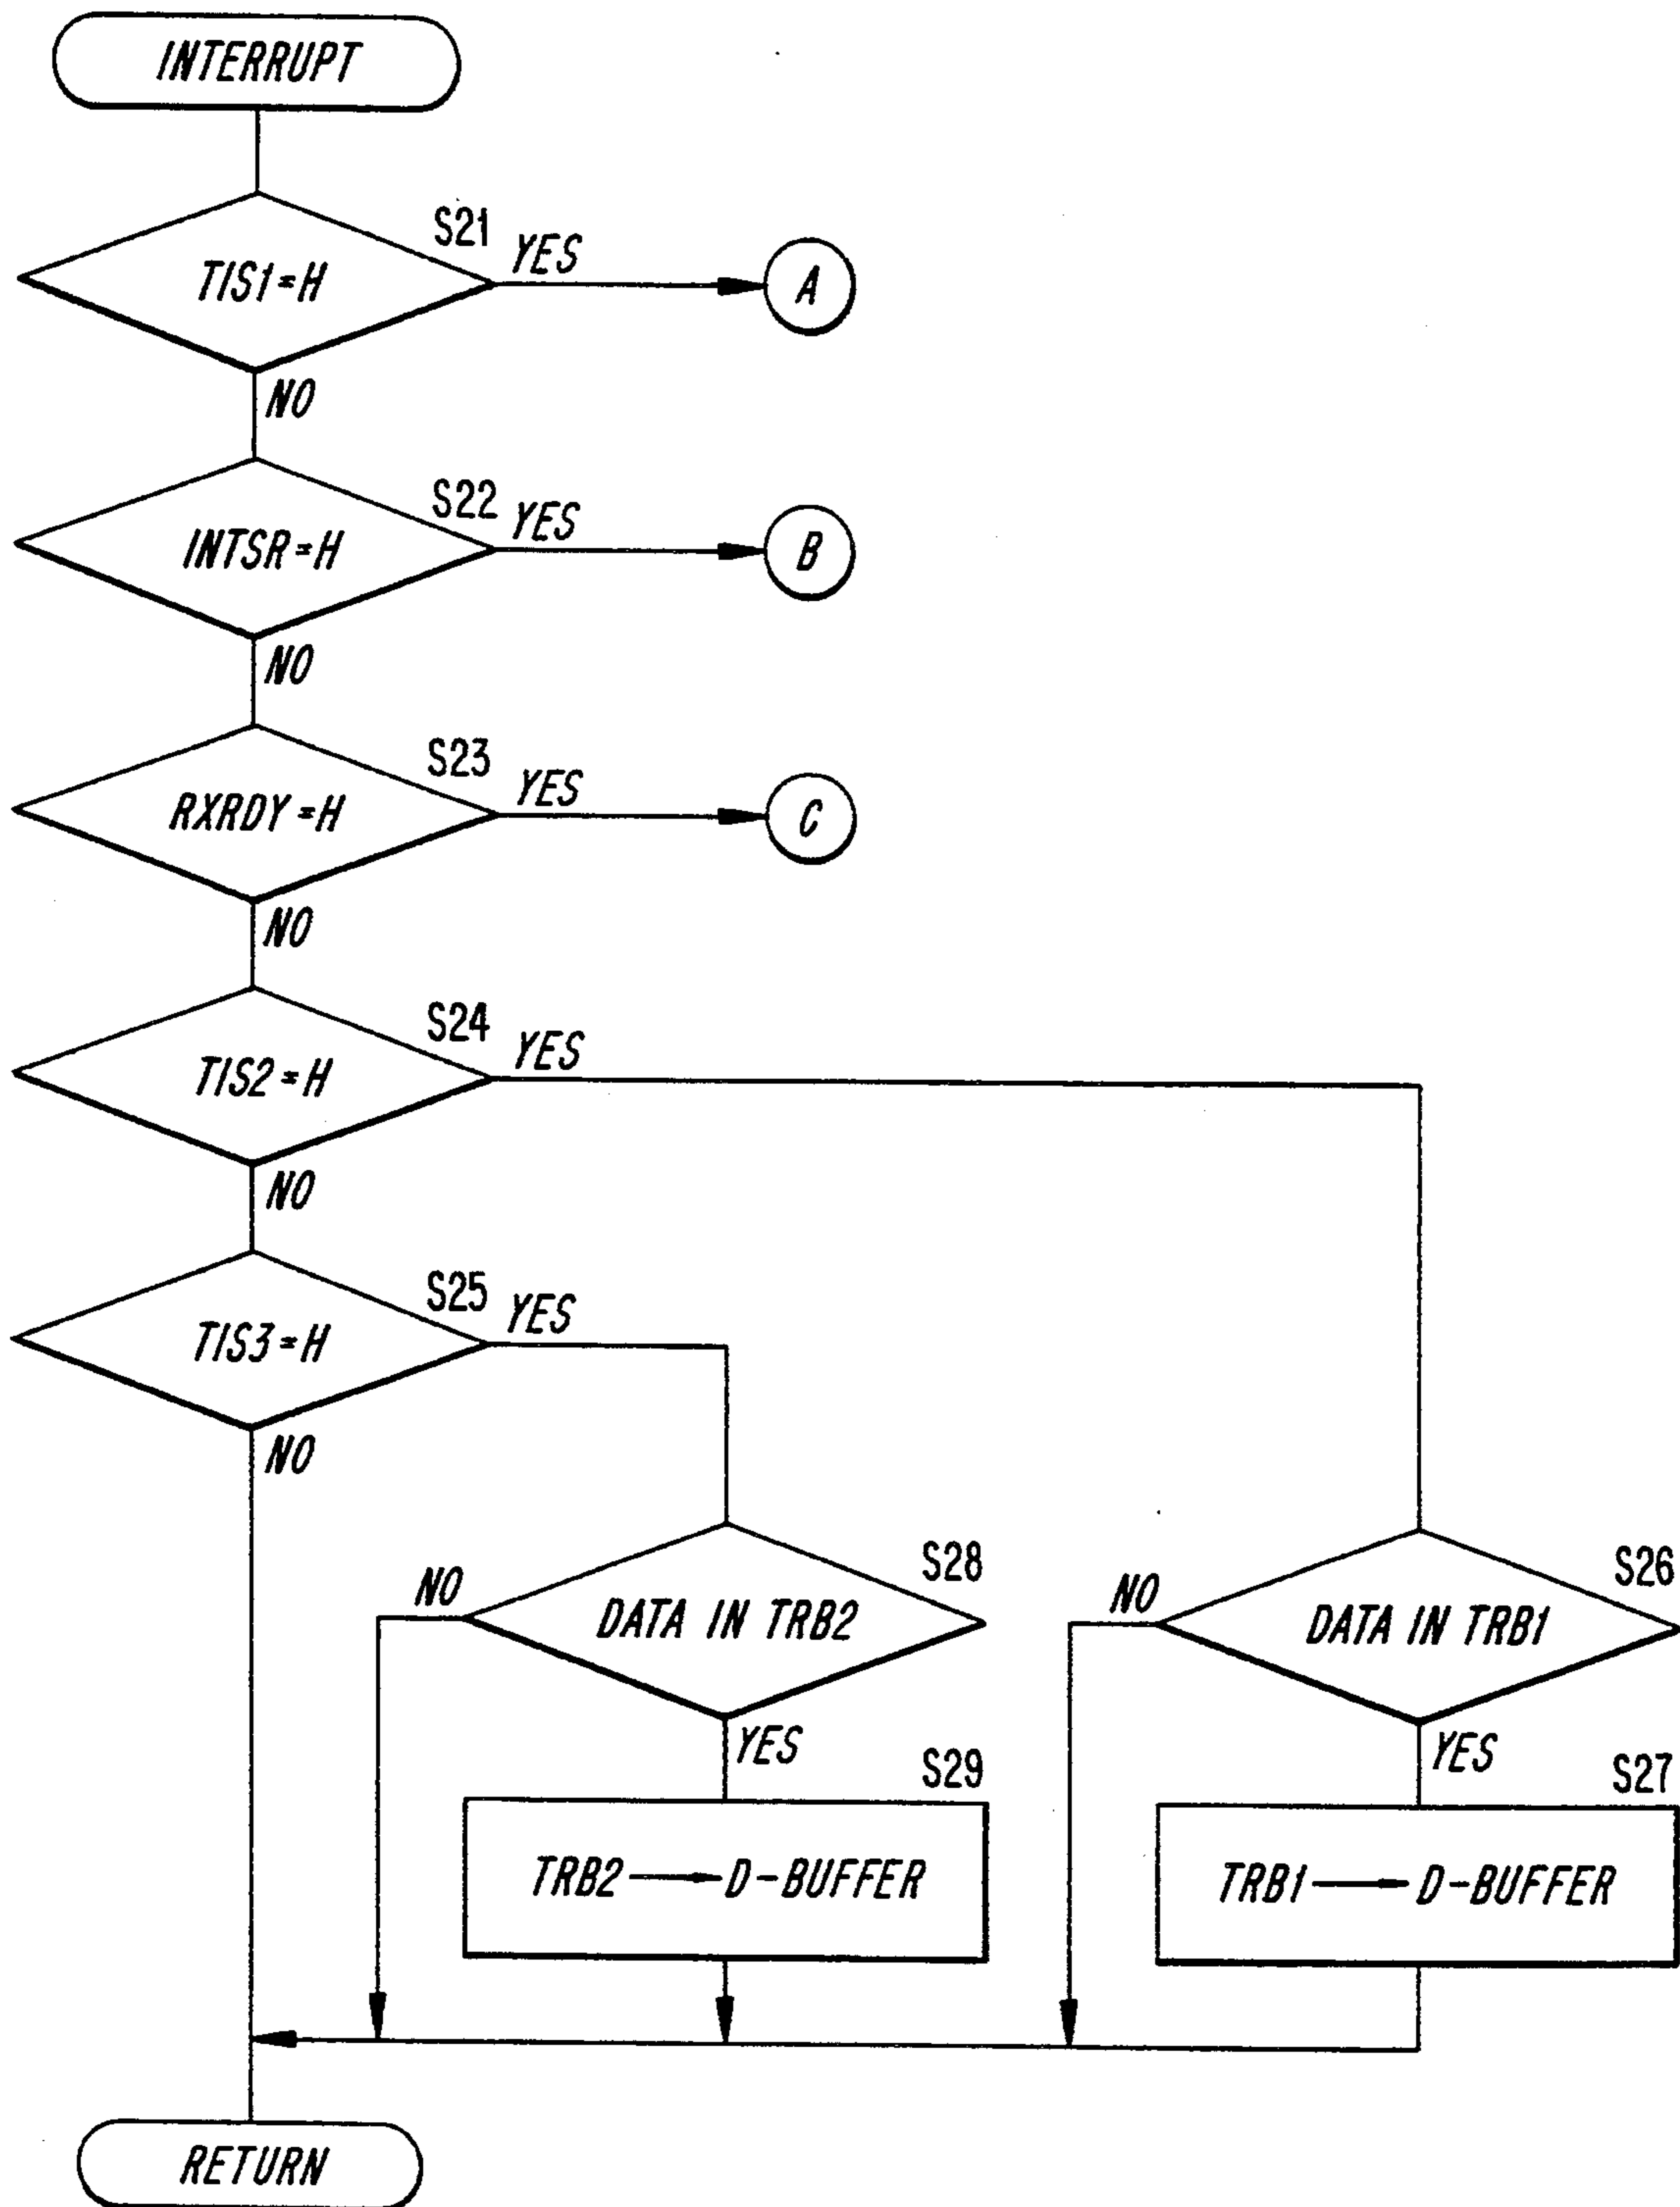 INTERRUPT
S21
TIS1=H
YES
A
NO
S22
INTSR=H
YES
B
NO
S23
RXRDY=H
YES
C
NO
S24
TIS2=H
YES
NO
S25
TIS3=H
YES
NO
S28
NO
DATA IN TRB2
YES
S29
TRB2→D-BUFFER
S26
NO
DATA IN TRB1
YES
S27
TRB1→D-BUFFER
RETURN